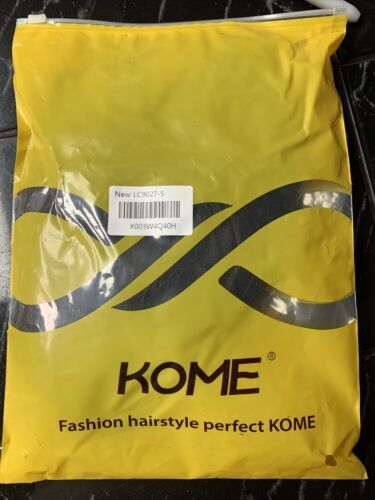 New LC9027-5
X003W4Q40H
KOME®
Fashion hairstyle perfect KOME